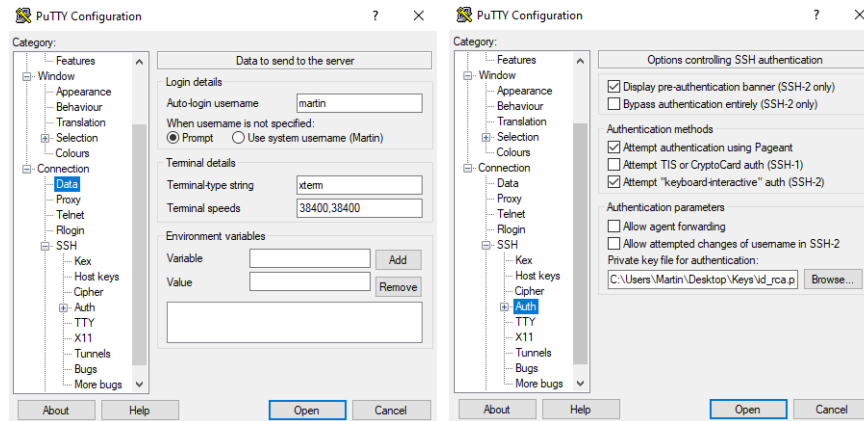 PuTTY Configuration
Category:
Features
Window
Appearance
Behaviour
Translation
Selection
Colours
Connection
Data
Proxy
Telnet
Rlogin
SSH
Kex
Host keys
Cipher
Auth
TTY
X11
Tunnels
Bugs
More bugs
Data to send to the server
Login details
Auto-login username martin
When username is not specified:
Prompt Use system username (Martin)
Terminal details
Terminal-type string xterm
Terminal speeds 38400,38400
Environment variables
Variable Add
Value Remove
About Help Open Cancel
PuTTY Configuration
Category:
Features
Window
Appearance
Behaviour
Translation
Selection
Colours
Connection
Data
Proxy
Telnet
Rlogin
SSH
Kex
Host keys
Cipher
Auth
TTY
X11
Tunnels
Bugs
More bugs
Options controlling SSH authentication
Display pre-authentication banner (SSH-2 only)
Bypass authentication entirely (SSH-2 only)
Authentication methods
Attempt authentication using Pageant
Attempt TIS or CryptoCard auth (SSH-1)
Attempt "keyboard-interactive" auth (SSH-2)
Authentication parameters
Allow agent forwarding
Allow attempted changes of username in SSH-2
Private key file for authentication:
C:\Users\Martin\Desktop\Keys\id_rca.p Browse...
About Help Open Cancel